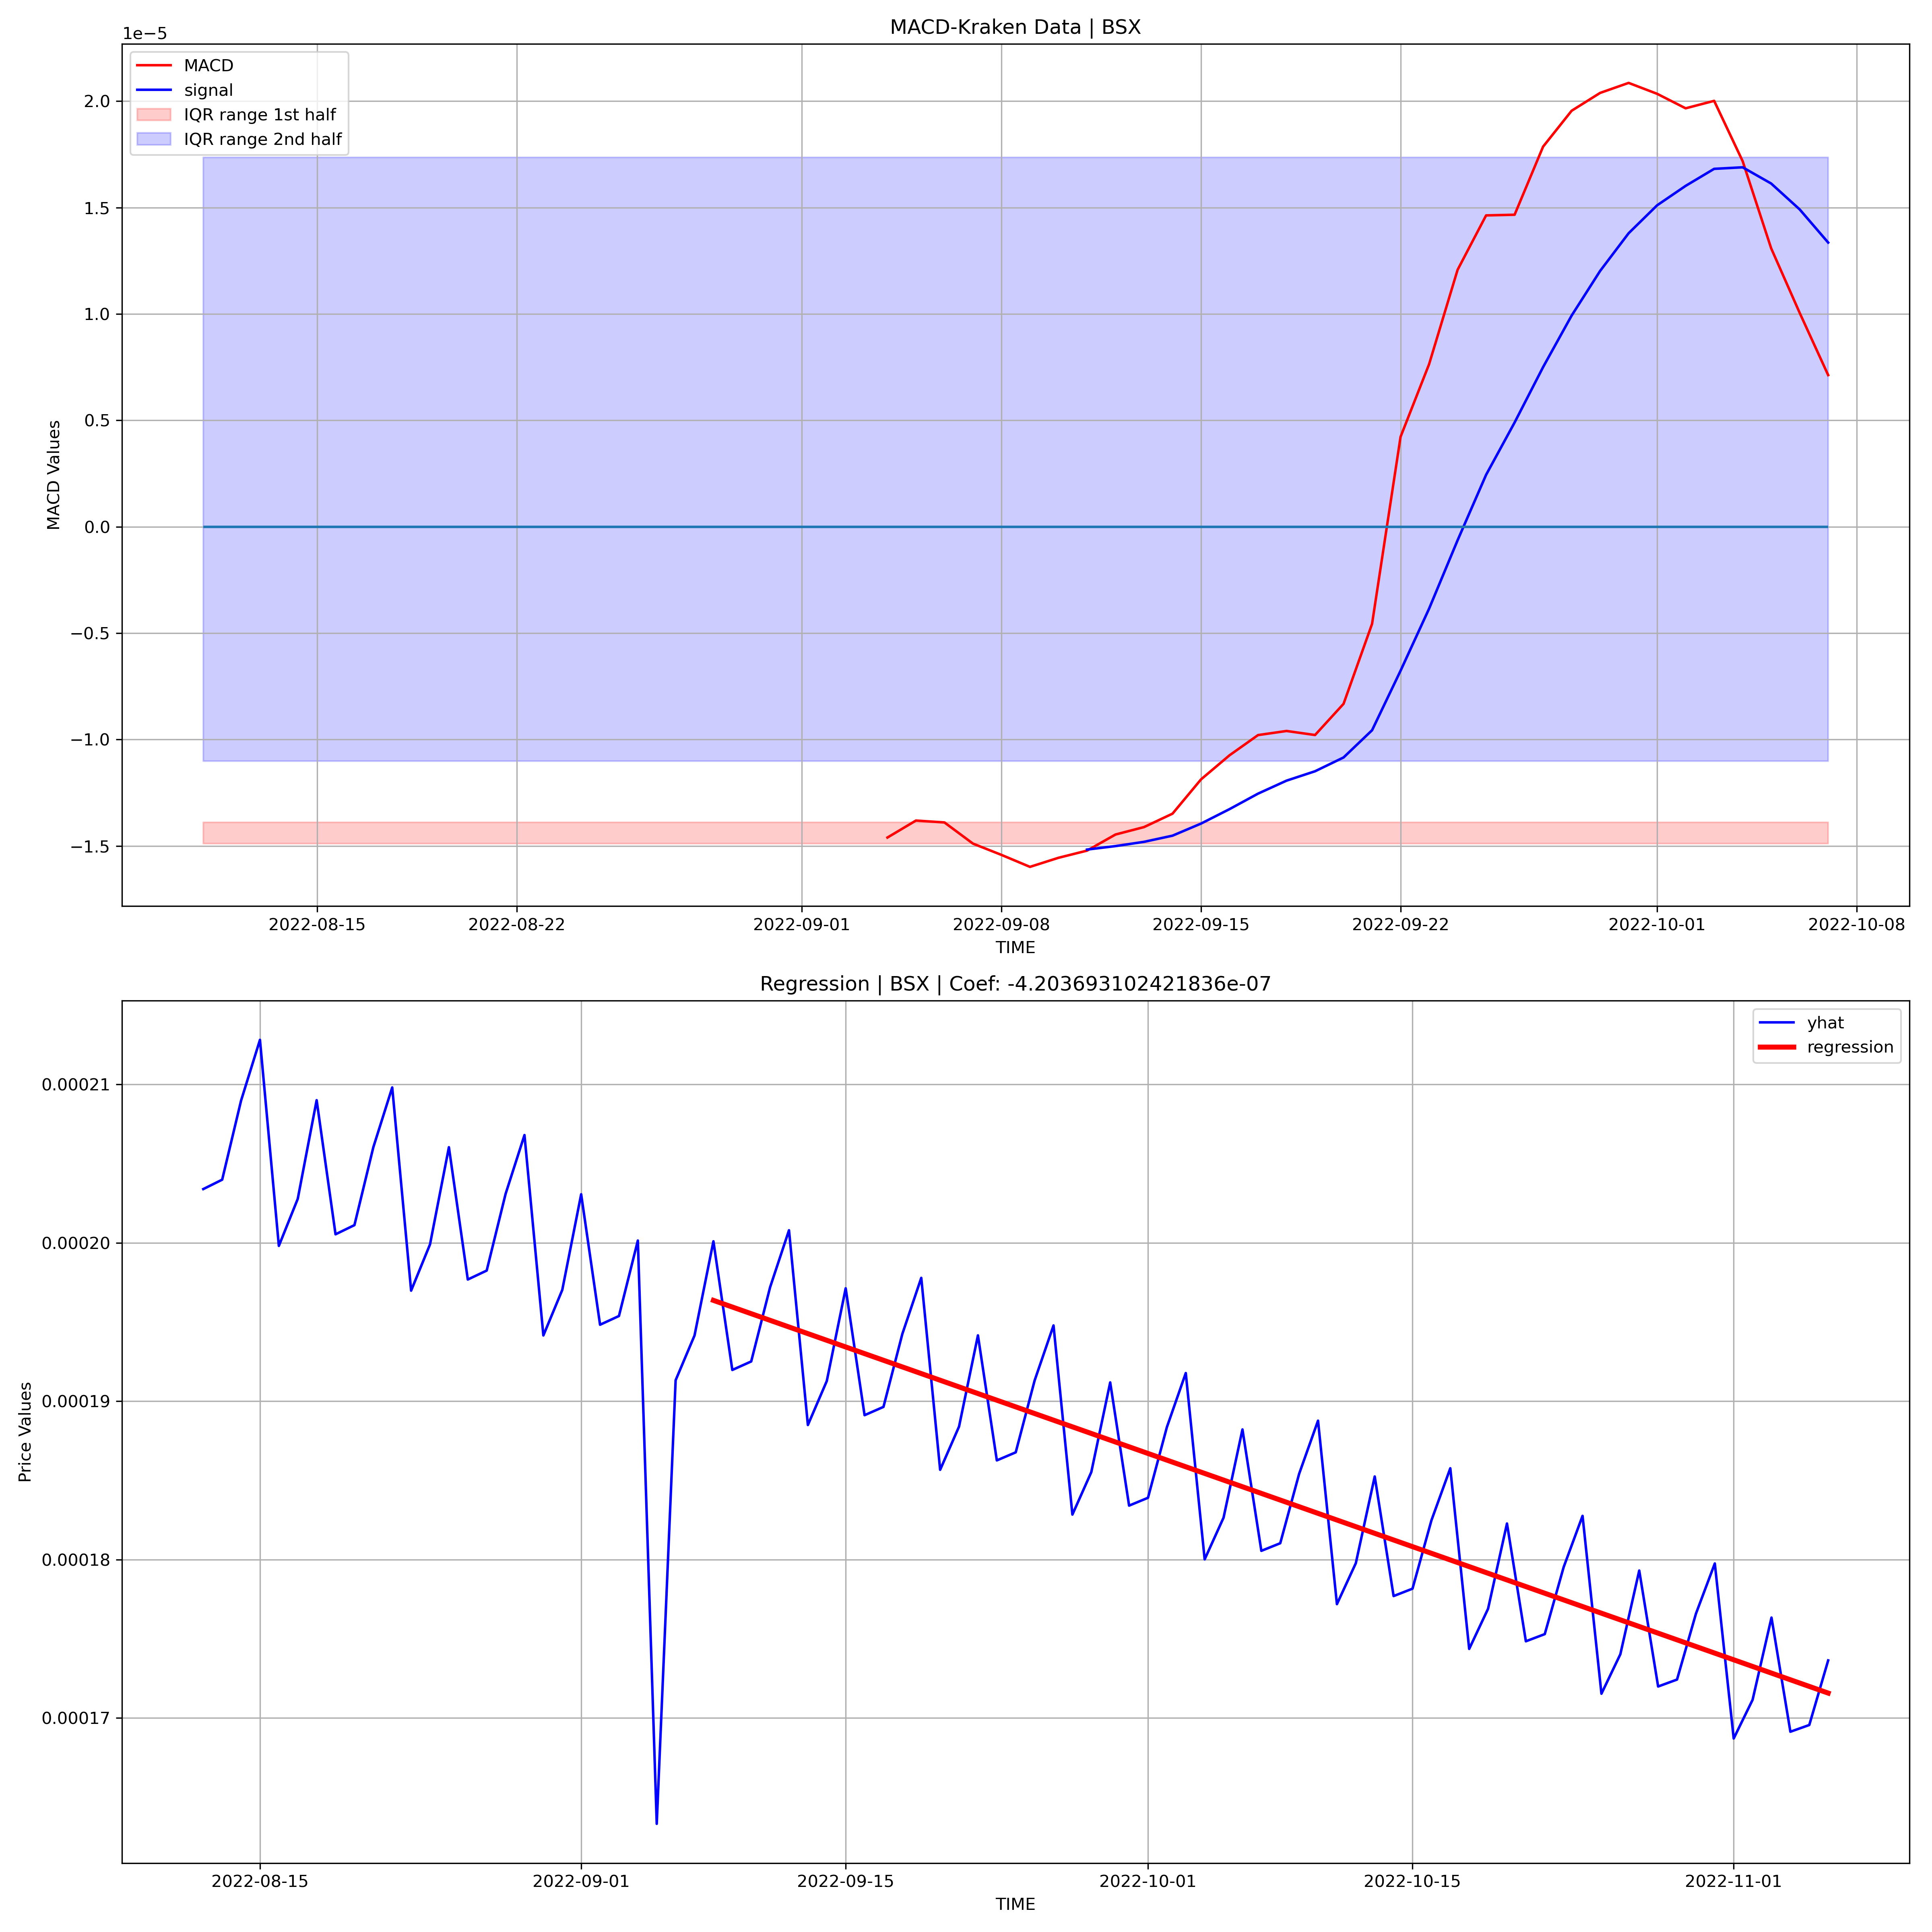 MACD-Kraken Data | BSX
1e−5
MACD
signal
IQR range 1st half
IQR range 2nd half
2.0
1.5
1.0
0.5
0.0
−0.5
−1.0
−1.5
MACD Values
2022-08-15 2022-08-22 2022-09-01 2022-09-08 2022-09-15 2022-09-22 2022-10-01 2022-10-08
TIME
Regression | BSX | Coef: -4.203693102421836e-07
yhat
regression
0.00021
0.00020
0.00019
0.00018
0.00017
Price Values
2022-08-15 2022-09-01 2022-09-15 2022-10-01 2022-10-15 2022-11-01
TIME